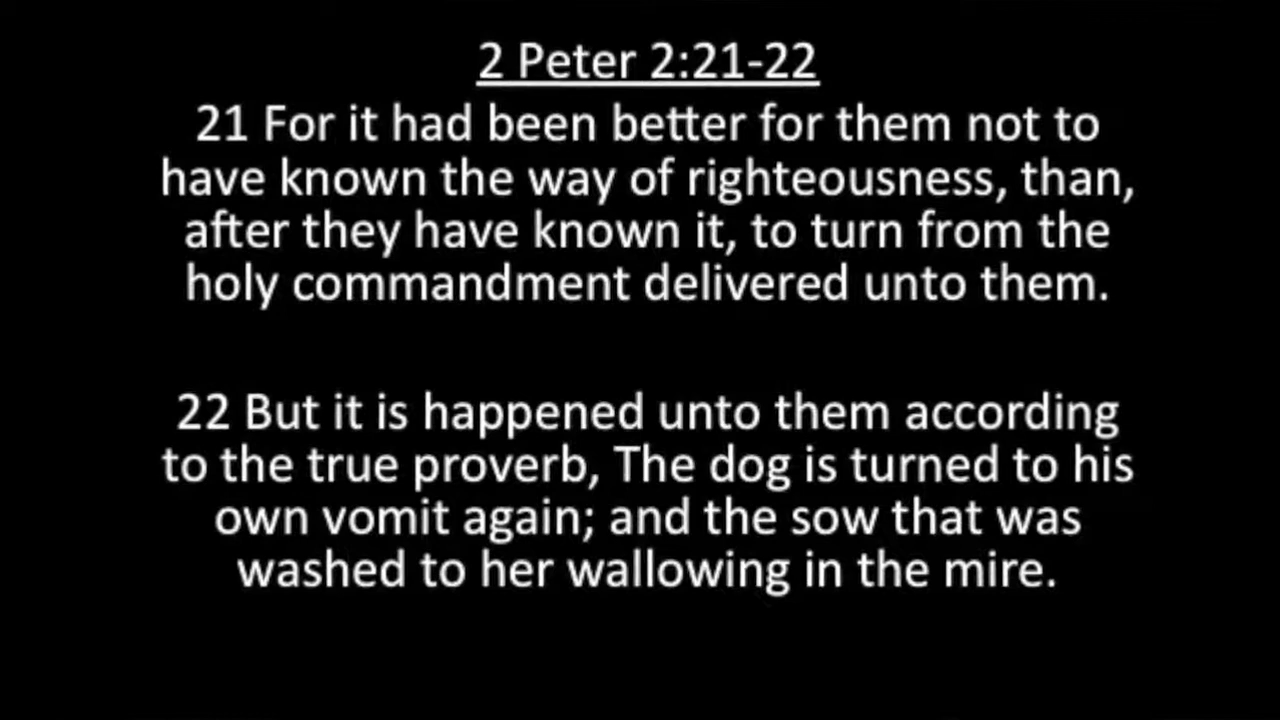 2 Peter 2:21-22
21 For it had been better for them not to
have known the way of righteousness, than,
after they have known it, to turn from the
holy commandment delivered unto them.
22 But it is happened unto them according
to the true proverb, The dog is turned to his
own vomit again; and the sow that was
washed to her wallowing in the mire.